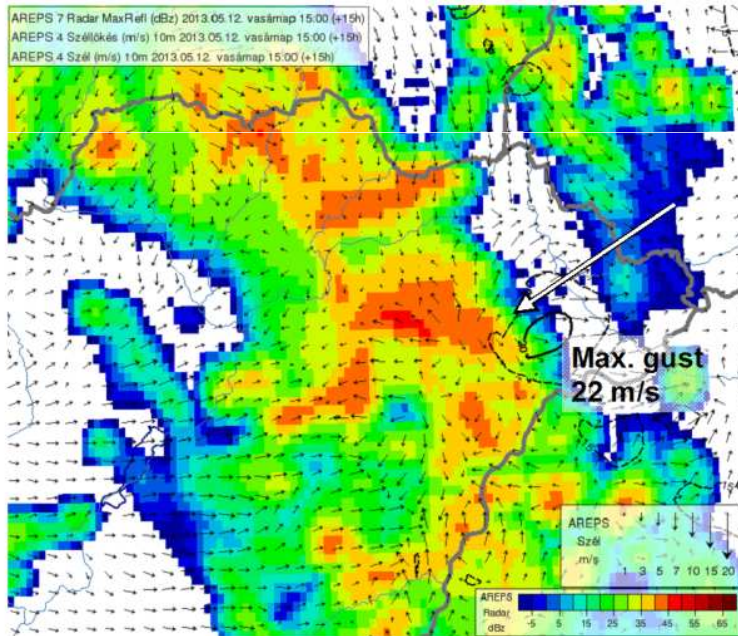 AREPS 7 Radar MaxRefl (dBz) 2013.05.12. vasárnap 15:00 (+15h)
AREPS 4 Széllökés (m/s) 10m 2013.05.12. vasárnap 15:00 (+15h)
AREPS 4 Szél (m/s) 10m 2013.05.12. vasárnap 15:00 (+15h)
Max. gust
22 m/s
AREPS
Szél
m/s 1 3 5 7 10 15 20
AREPS
Radar
dBz -5 5 15 25 35 45 55 65